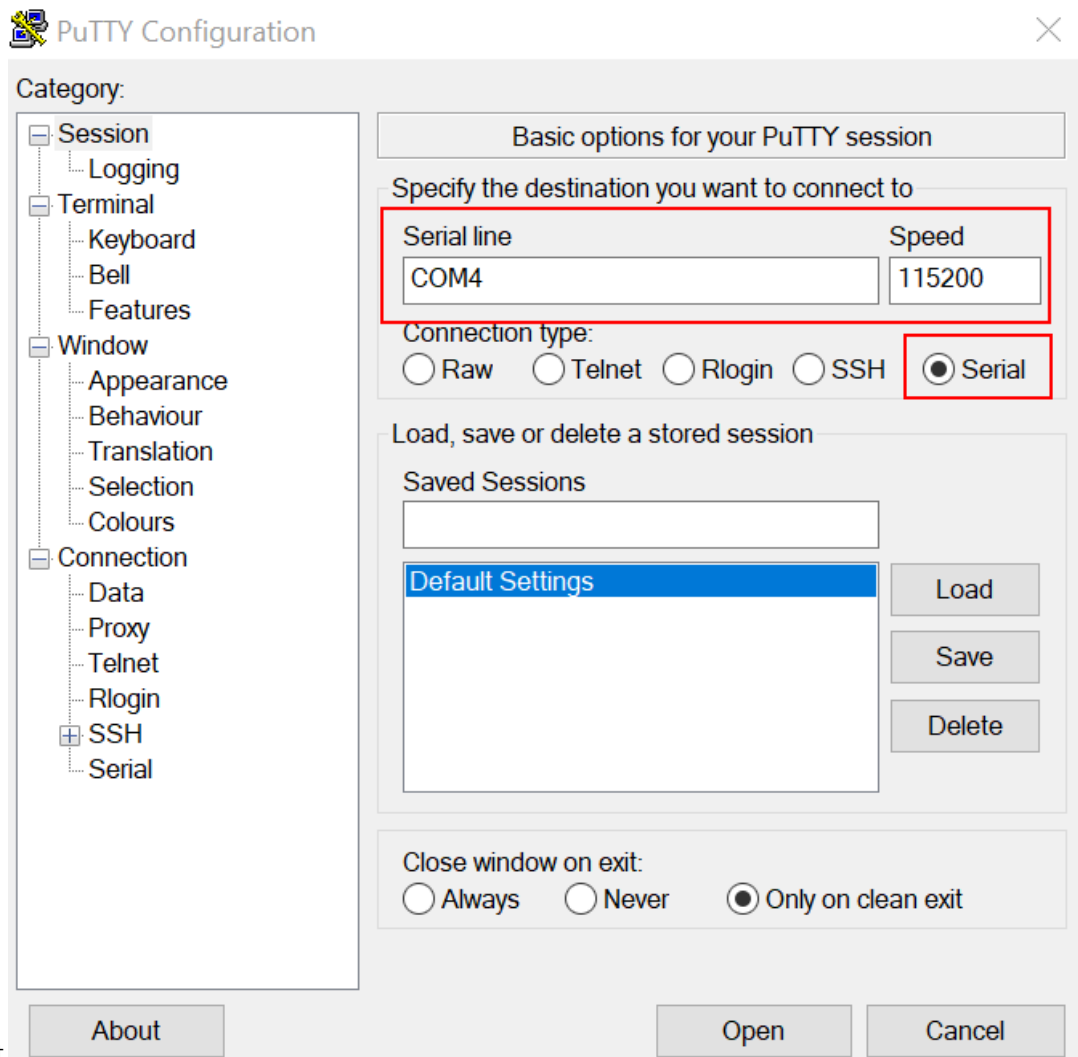 PuTTY Configuration
Category:
Session
Logging
Terminal
Keyboard
Bell
Features
Window
Appearance
Behaviour
Translation
Selection
Colours
Connection
Data
Proxy
Telnet
Rlogin
SSH
Serial
Basic options for your PuTTY session
Specify the destination you want to connect to
Serial line Speed
COM4 115200
Connection type:
Raw Telnet Rlogin SSH Serial
Load, save or delete a stored session
Saved Sessions
Default Settings
Load
Save
Delete
Close window on exit:
Always Never Only on clean exit
About Open Cancel